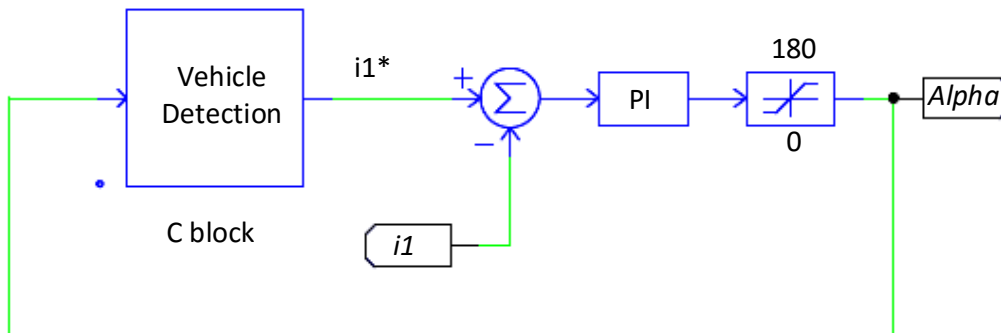 180
Vehicle
Detection
i1*
+
Σ
PI
Alpha
−
0
C block
i1